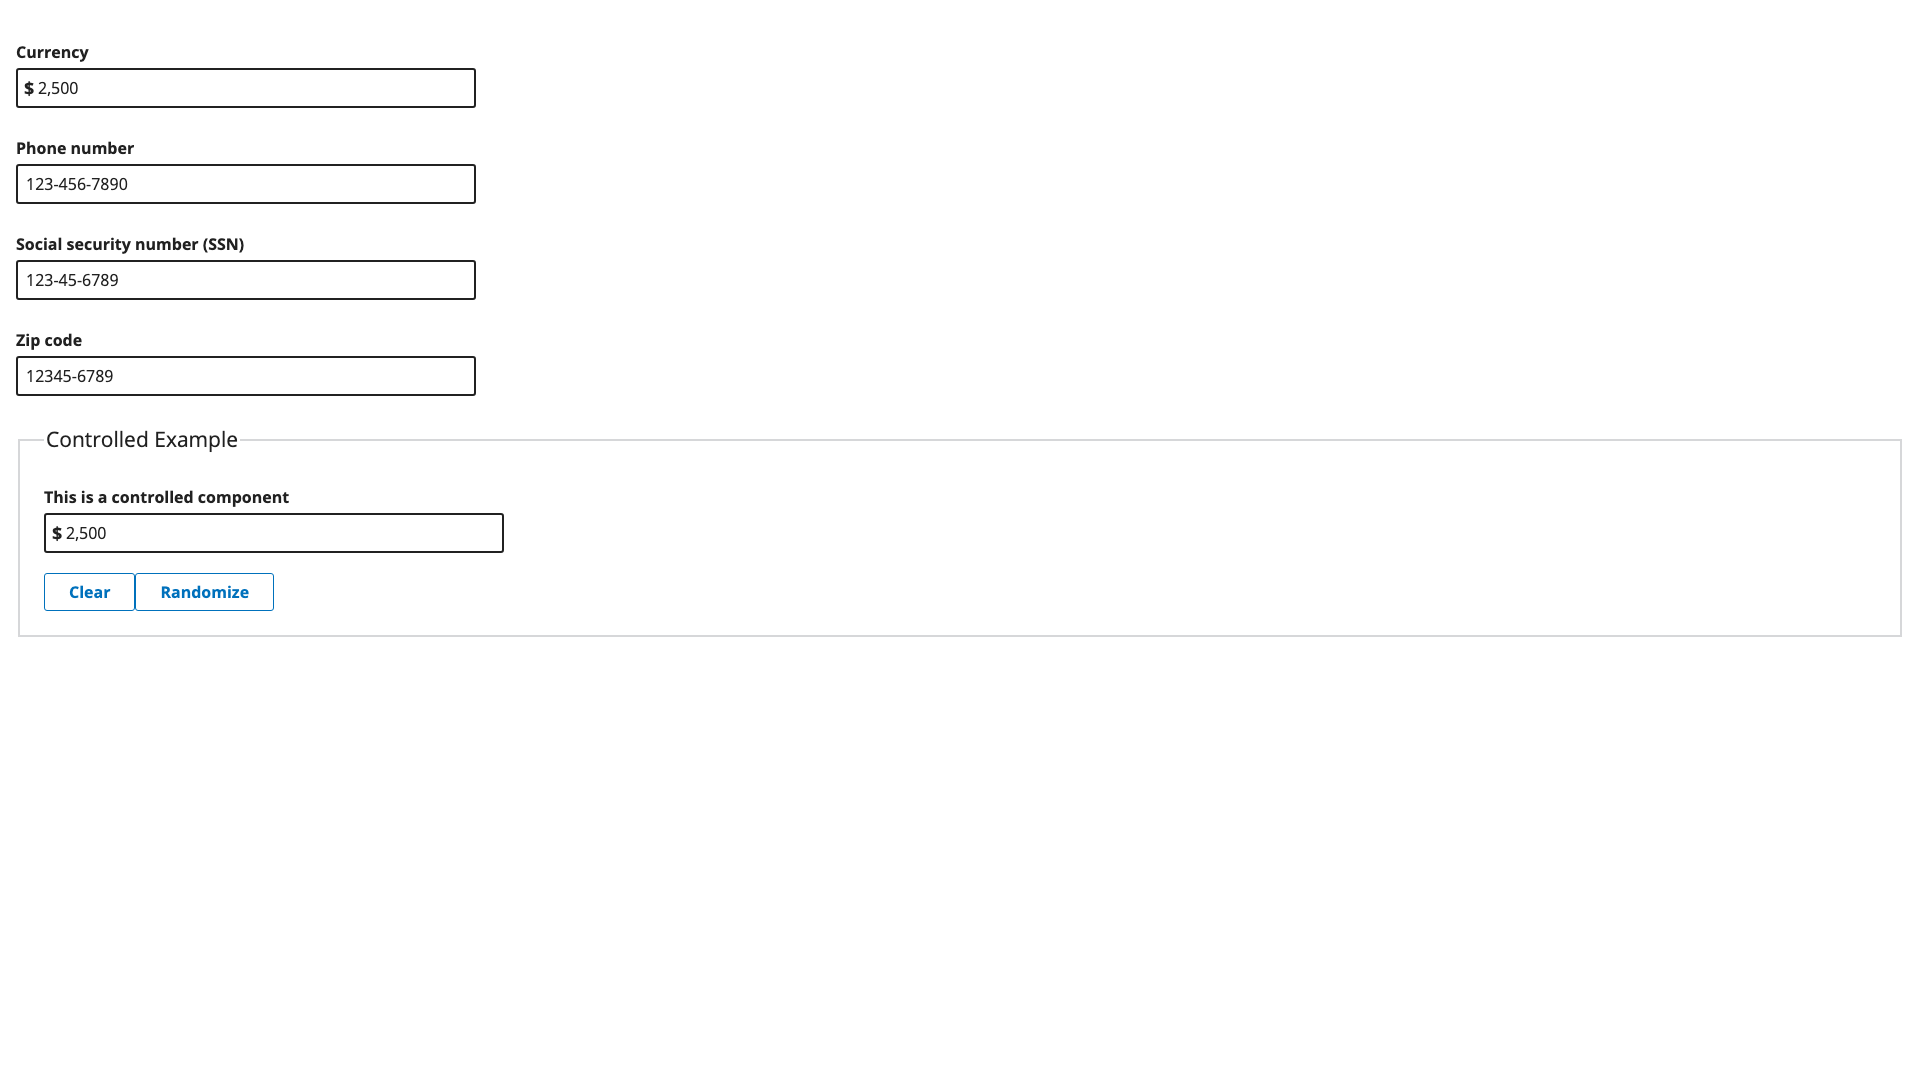 Currency
$ 2,500
Phone number
123-456-7890
Social security number (SSN)
123-45-6789
Zip code
12345-6789
Controlled Example
This is a controlled component
$ 2,500
Clear Randomize